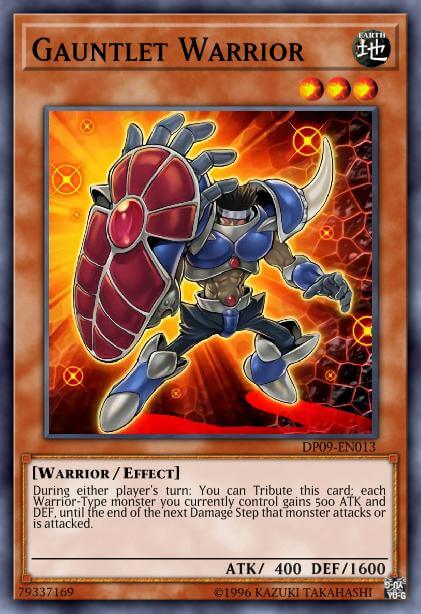 GAUNTLET WARRIOR
EARTH
地
DP09-EN013
[WARRIOR / EFFECT]
During either player's turn: You can Tribute this card; each
Warrior-Type monster you currently control gains 500 ATK and
DEF, until the end of the next Damage Step that monster attacks or
is attacked.
ATK/ 400 DEF/1600
79337169
©1996 KAZUKI TAKAHASHI